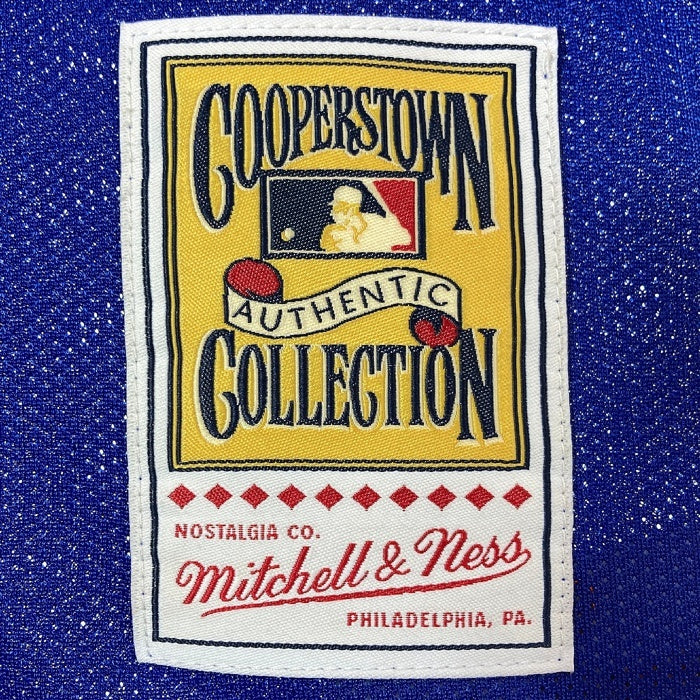 COOPERSTOWN
AUTHENTIC
COLLECTION
NOSTALGIA CO.
Mitchell & Ness
PHILADELPHIA, PA.